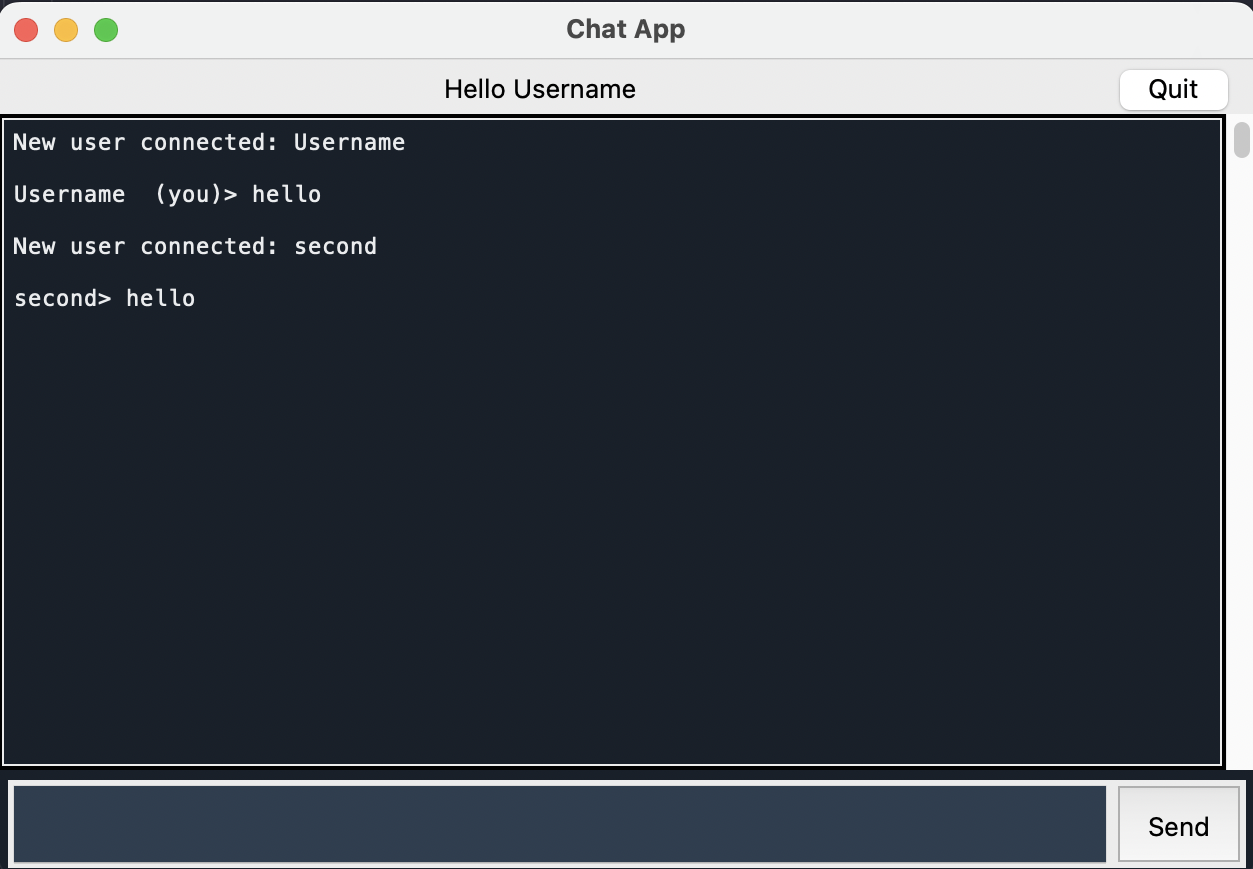 Chat App
Hello Username
Quit
New user connected: Username
Username  (you)> hello
New user connected: second
second> hello
Send